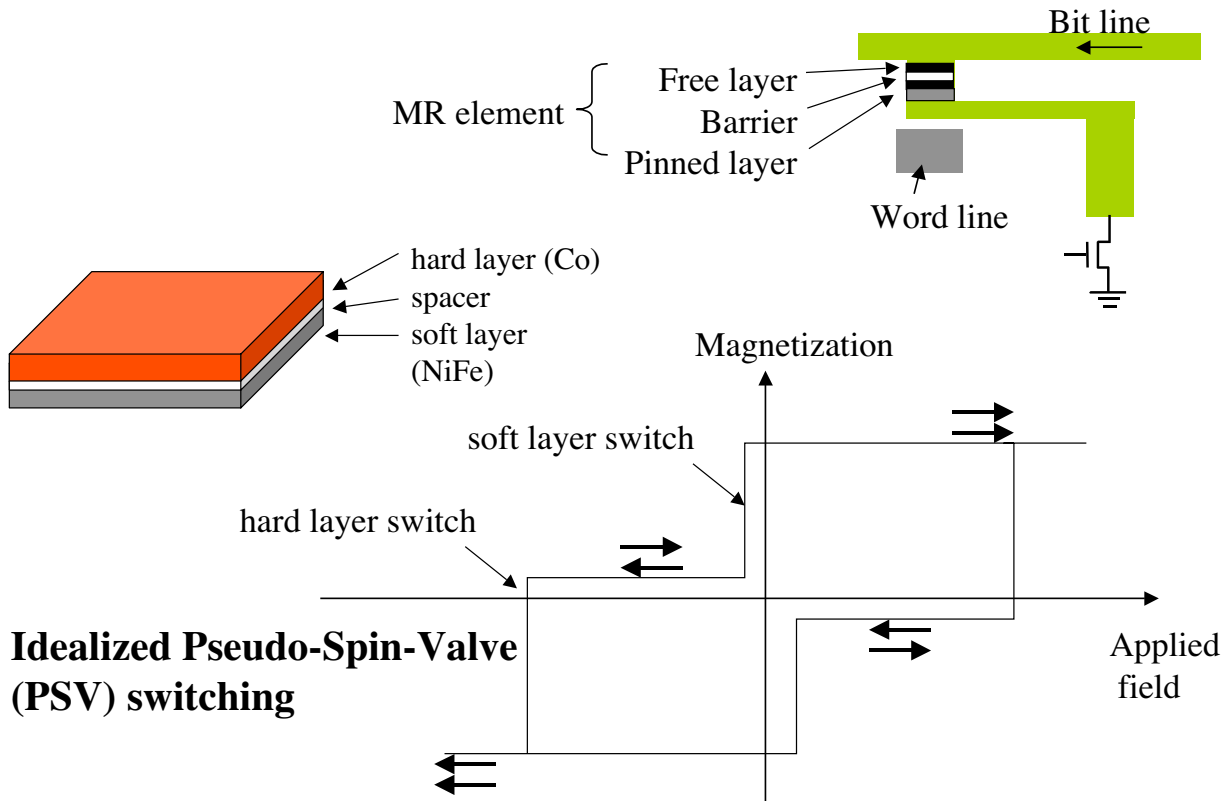 Bit line
Free layer
MR element
Barrier
Pinned layer
Word line
hard layer (Co)
spacer
soft layer
(NiFe)
Magnetization
soft layer switch
hard layer switch
Idealized Pseudo-Spin-Valve
(PSV) switching
Applied
field